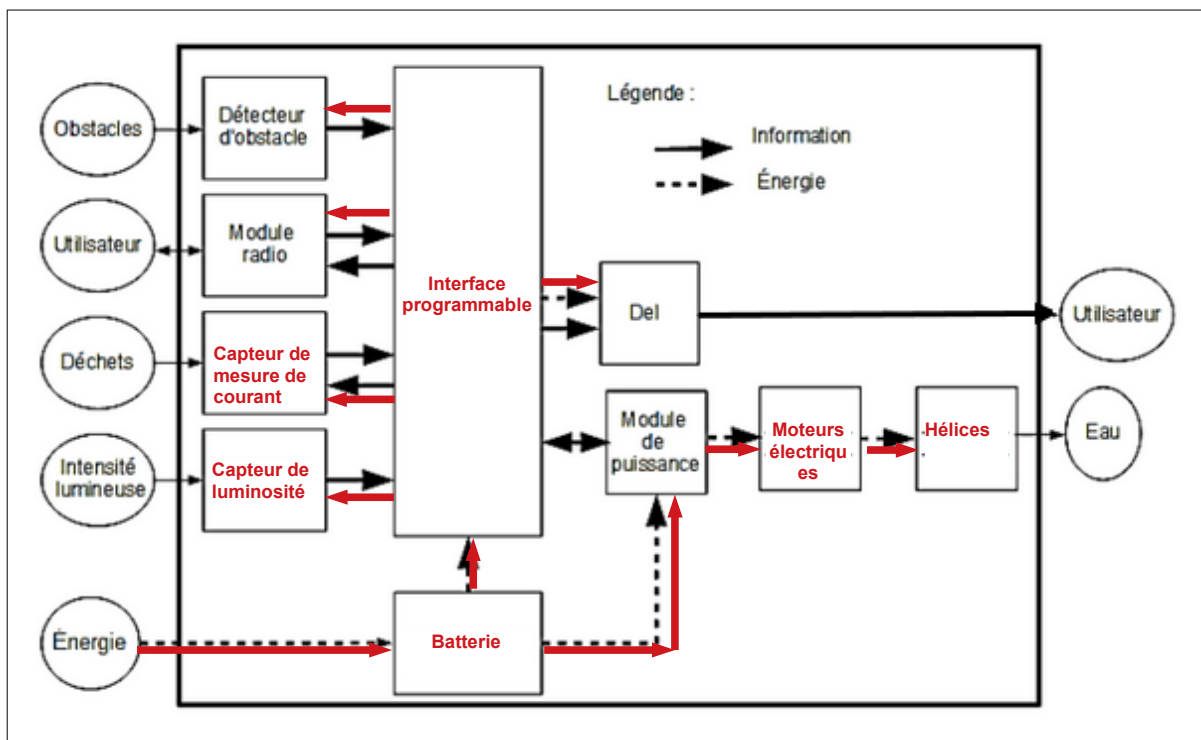 Légende :
Information
Énergie
Obstacles
Détecteur
d'obstacle
Utilisateur
Module
radio
Interface
programmable
Del
Utilisateur
Déchets
Capteur de
mesure de
courant
Module
de
puissance
Moteurs
électriqu
es
Hélices
Eau
Intensité
lumineuse
Capteur de
luminosité
Énergie
Batterie